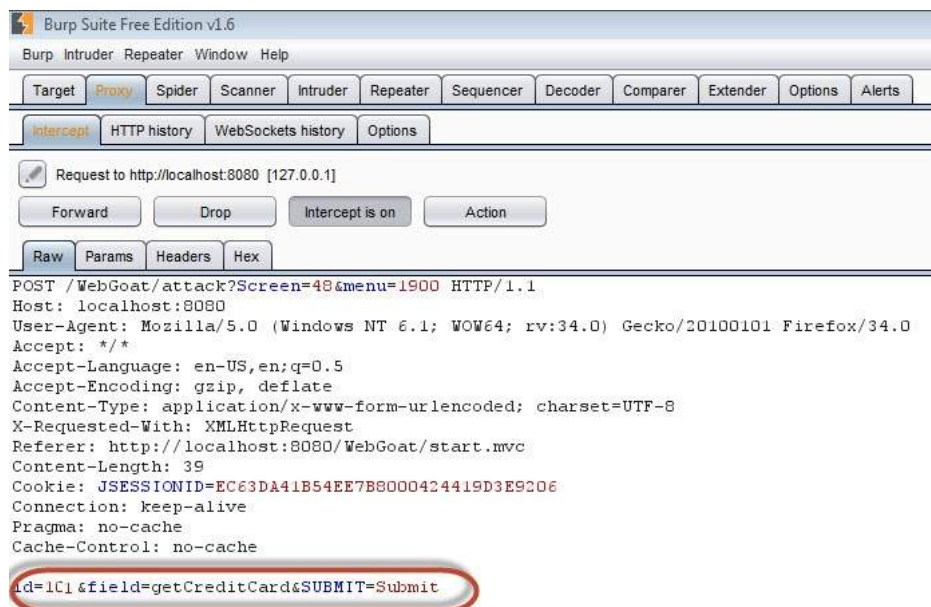 Burp Suite Free Edition v1.6
Burp Intruder Repeater Window Help
Target Proxy Spider Scanner Intruder Repeater Sequencer Decoder Comparer Extender Options Alerts
Intercept HTTP history WebSockets history Options
Request to http://localhost:8080 [127.0.0.1]
Forward Drop Intercept is on Action
Raw Params Headers Hex
POST /WebGoat/attack?Screen=48&menu=1900 HTTP/1.1
Host: localhost:8080
User-Agent: Mozilla/5.0 (Windows NT 6.1; WOW64; rv:34.0) Gecko/20100101 Firefox/34.0
Accept: */*
Accept-Language: en-US,en;q=0.5
Accept-Encoding: gzip, deflate
Content-Type: application/x-www-form-urlencoded; charset=UTF-8
X-Requested-With: XMLHttpRequest
Referer: http://localhost:8080/WebGoat/start.mvc
Content-Length: 39
Cookie: JSESSIONID=EC63DA41B54EE7B8000424419D3E9206
Connection: keep-alive
Pragma: no-cache
Cache-Control: no-cache
id=101&field=getCreditCard&SUBMIT=Submit